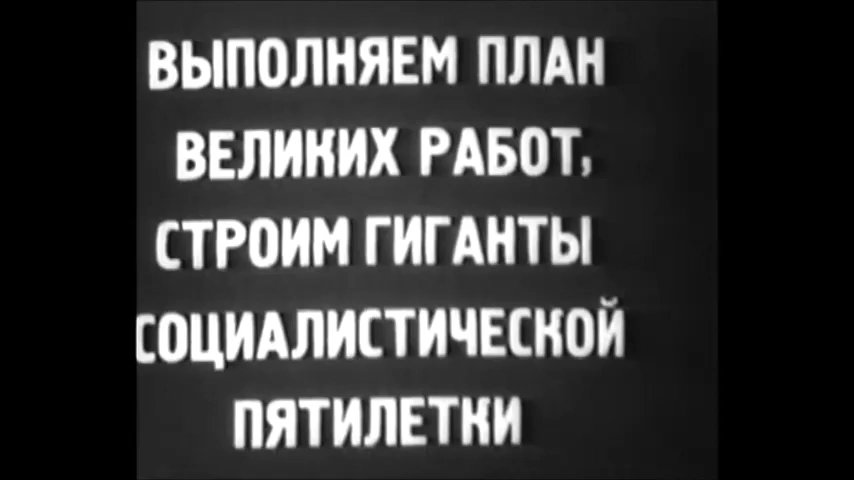 ВЫПОЛНЯЕМ ПЛАН
ВЕЛИКИХ РАБОТ,
СТРОИМ ГИГАНТЫ
СОЦИАЛИСТИЧЕСКОЙ
ПЯТИЛЕТКИ